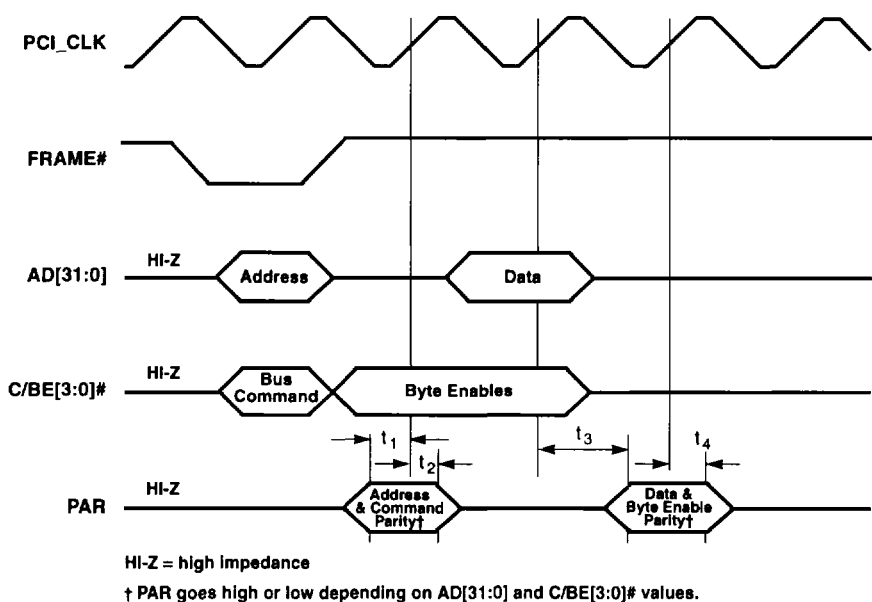 PCI_CLK
FRAME#
AD[31:0]
HI-Z
Address
Data
C/BE[3:0]#
HI-Z
Bus
Command
Byte Enables
t1
t2
t3
t4
PAR
HI-Z
Address
& Command
Parity†
Data &
Byte Enable
Parity†
HI-Z = high impedance
† PAR goes high or low depending on AD[31:0] and C/BE[3:0]# values.